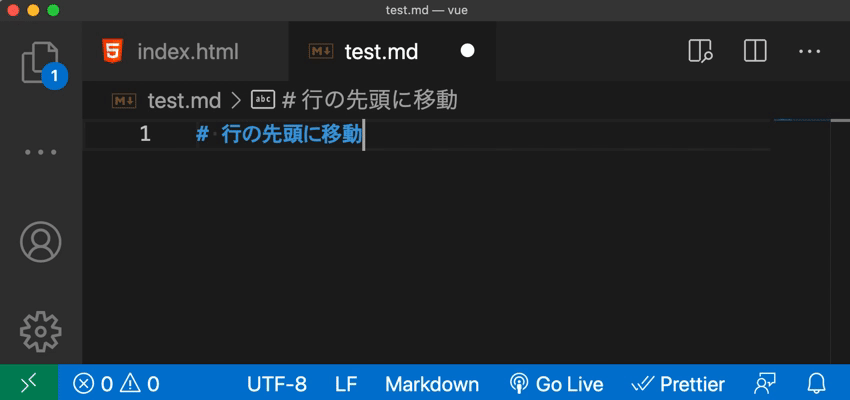 test.md — vue
index.html
test.md
1
test.md > # 行の先頭に移動
1 # 行の先頭に移動
0 0 UTF-8 LF Markdown Go Live Prettier